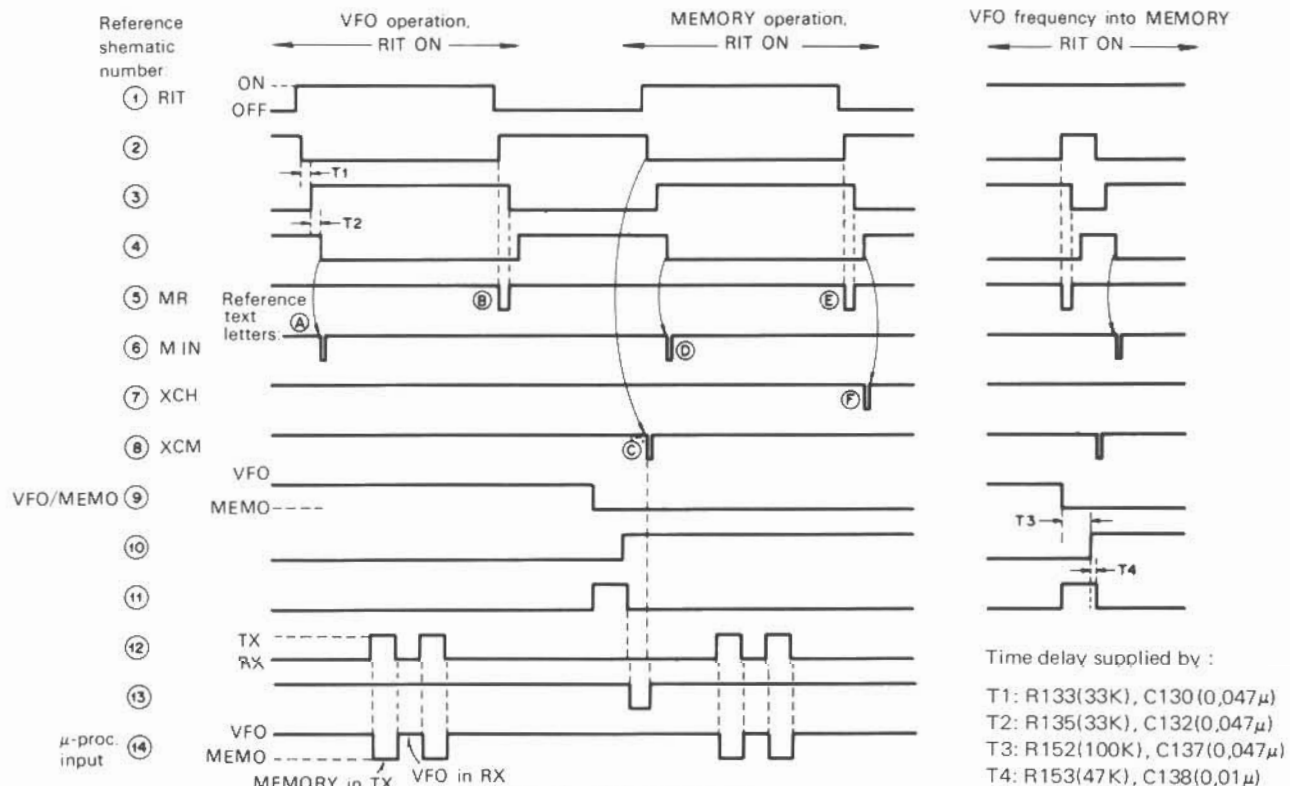 Reference
shematic
number:
VFO operation,
RIT ON
MEMORY operation,
RIT ON
VFO frequency into MEMORY
RIT ON
1 RIT
ON
OFF
2
T1
3
T2
4
5 MR
Reference
text
letters:
A
B
E
6 M IN
D
7 XCH
F
8 XCM
C
VFO/MEMO 9
VFO
MEMO
T3
10
T4
11
12
TX
RX
13
μ-proc.
input
14
VFO
MEMO
MEMORY in TX
VFO in RX
Time delay supplied by :
T1: R133(33K), C130(0,047μ)
T2: R135(33K), C132(0,047μ)
T3: R152(100K), C137(0,047μ)
T4: R153(47K), C138(0,01μ)